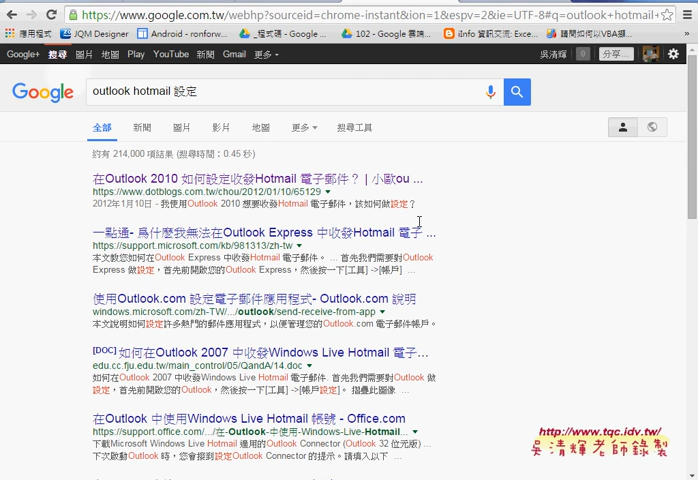 https://www.google.com.tw/webhp?sourceid=chrome-instant&ion=1&espv=2&ie=UTF-8#q=outlook+hotmail+
應用程式 JQM Designer Android - ronforw... _程式碼 - Google ... 102 - Google 雲端... iInfo 資訊交流: Exce... 請問如何以VBA擷...
Google+ 搜尋 圖片 地圖 Play YouTube 新聞 Gmail 更多 吳清輝 0 分享...
Google outlook hotmail 設定
全部 新聞 圖片 影片 地圖 更多 搜尋工具
約有 214,000 項結果 (搜尋時間：0.45 秒)
在Outlook 2010 如何設定收發Hotmail 電子郵件？ | 小歐ou ...
https://www.dotblogs.com.tw/chou/2012/01/10/65129
2012年1月10日 - 我使用Outlook 2010 想要收發Hotmail 電子郵件，該如何做設定？
一點通- 爲什麼我無法在Outlook Express 中收發Hotmail 電子 ...
https://support.microsoft.com/kb/981313/zh-tw
本文教您如何在Outlook Express 中收發Hotmail 電子郵件。 ... 首先我們需要對Outlook
Express 做設定，首先前開啟您的Outlook Express，然後按一下[工具] ->[帳戶] ...
使用Outlook.com 設定電子郵件應用程式- Outlook.com 說明
windows.microsoft.com/zh-TW/.../outlook/send-receive-from-app
本文說明如何設定許多熱門的郵件應用程式，以便管理您的Outlook.com 電子郵件帳戶。
[DOC] 如何在Outlook 2007 中收發Windows Live Hotmail 電子...
edu.cc.fju.edu.tw/main_control/05/QandA/14.doc
如何在Outlook 2007 中收發Windows Live Hotmail 電子郵件. 首先我們需要對Outlook 做設
定，首先前開啟您的Outlook，然後按一下[工具] ->[帳戶設定]. 摺疊此圖像 ...
在Outlook 中使用Windows Live Hotmail 帳號 - Office.com
https://support.office.com/.../在-Outlook-中使用-Windows-Live-Hotmail...
下載Microsoft Windows Live Hotmail 適用的Outlook Connector (Outlook 32 位元版) ...
下次啟動Outlook 時，您會接到設定Outlook Connector 的提示。請填入以下 ...
http://www.tqc.idv.tw/
吳清輝老師錄製